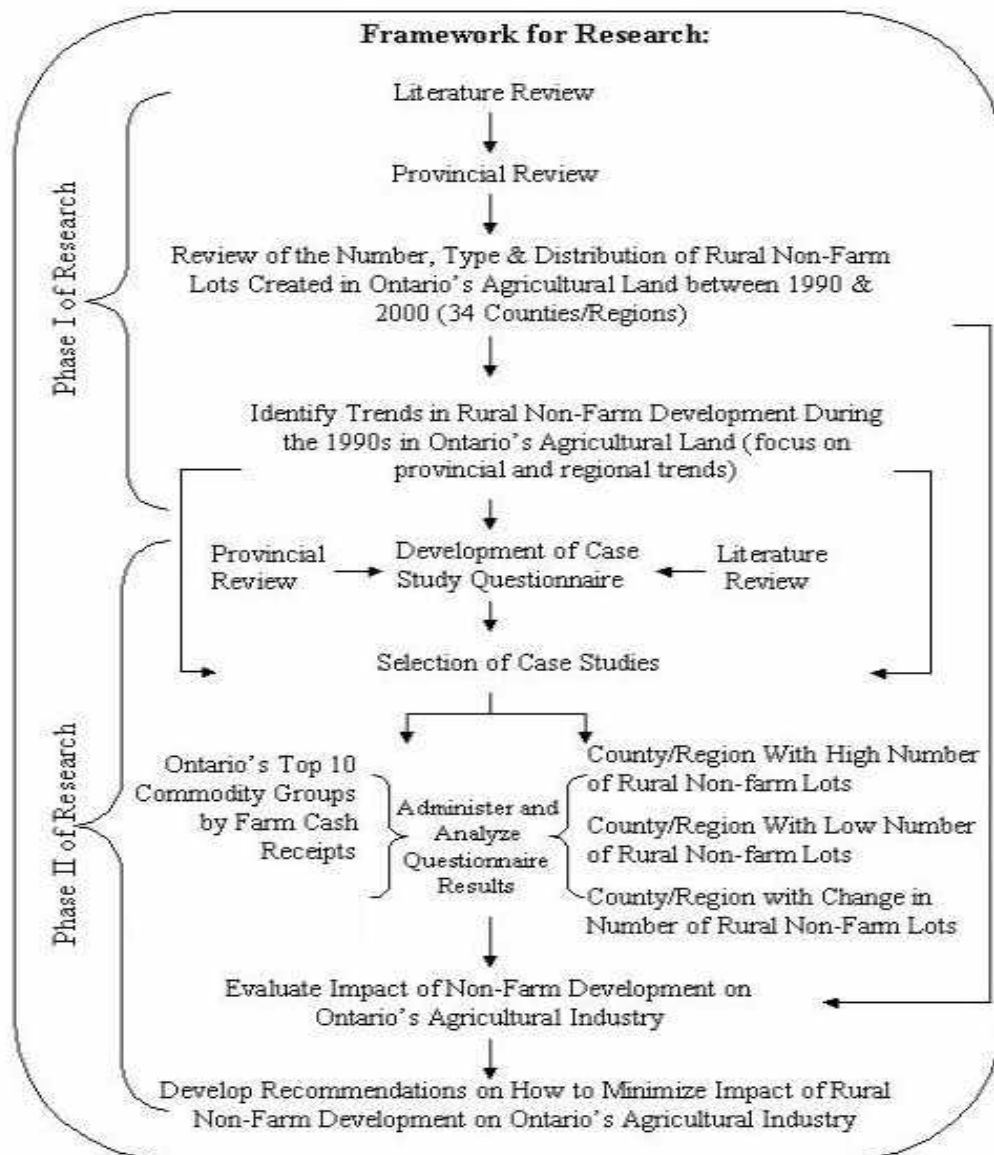 Framework for Research:
Literature Review
Provincial Review
Review of the Number, Type & Distribution of Rural Non-Farm
Lots Created in Ontario's Agricultural Land between 1990 &
2000 (34 Counties/Regions)
Identify Trends in Rural Non-Farm Development During
the 1990s in Ontario's Agricultural Land (focus on
provincial and regional trends)
Phase I of Research
Provincial
Review
Development of Case
Study Questionnaire
Literature
Review
Selection of Case Studies
Ontario's Top 10
Commodity Groups
by Farm Cash
Receipts
Administer and
Analyze
Questionnaire
Results
County/Region With High Number
of Rural Non-farm Lots
County/Region With Low Number
of Rural Non-farm Lots
County/Region with Change in
Number of Rural Non-Farm Lots
Evaluate Impact of Non-Farm Development on
Ontario's Agricultural Industry
Develop Recommendations on How to Minimize Impact of Rural
Non-Farm Development on Ontario's Agricultural Industry
Phase II of Research